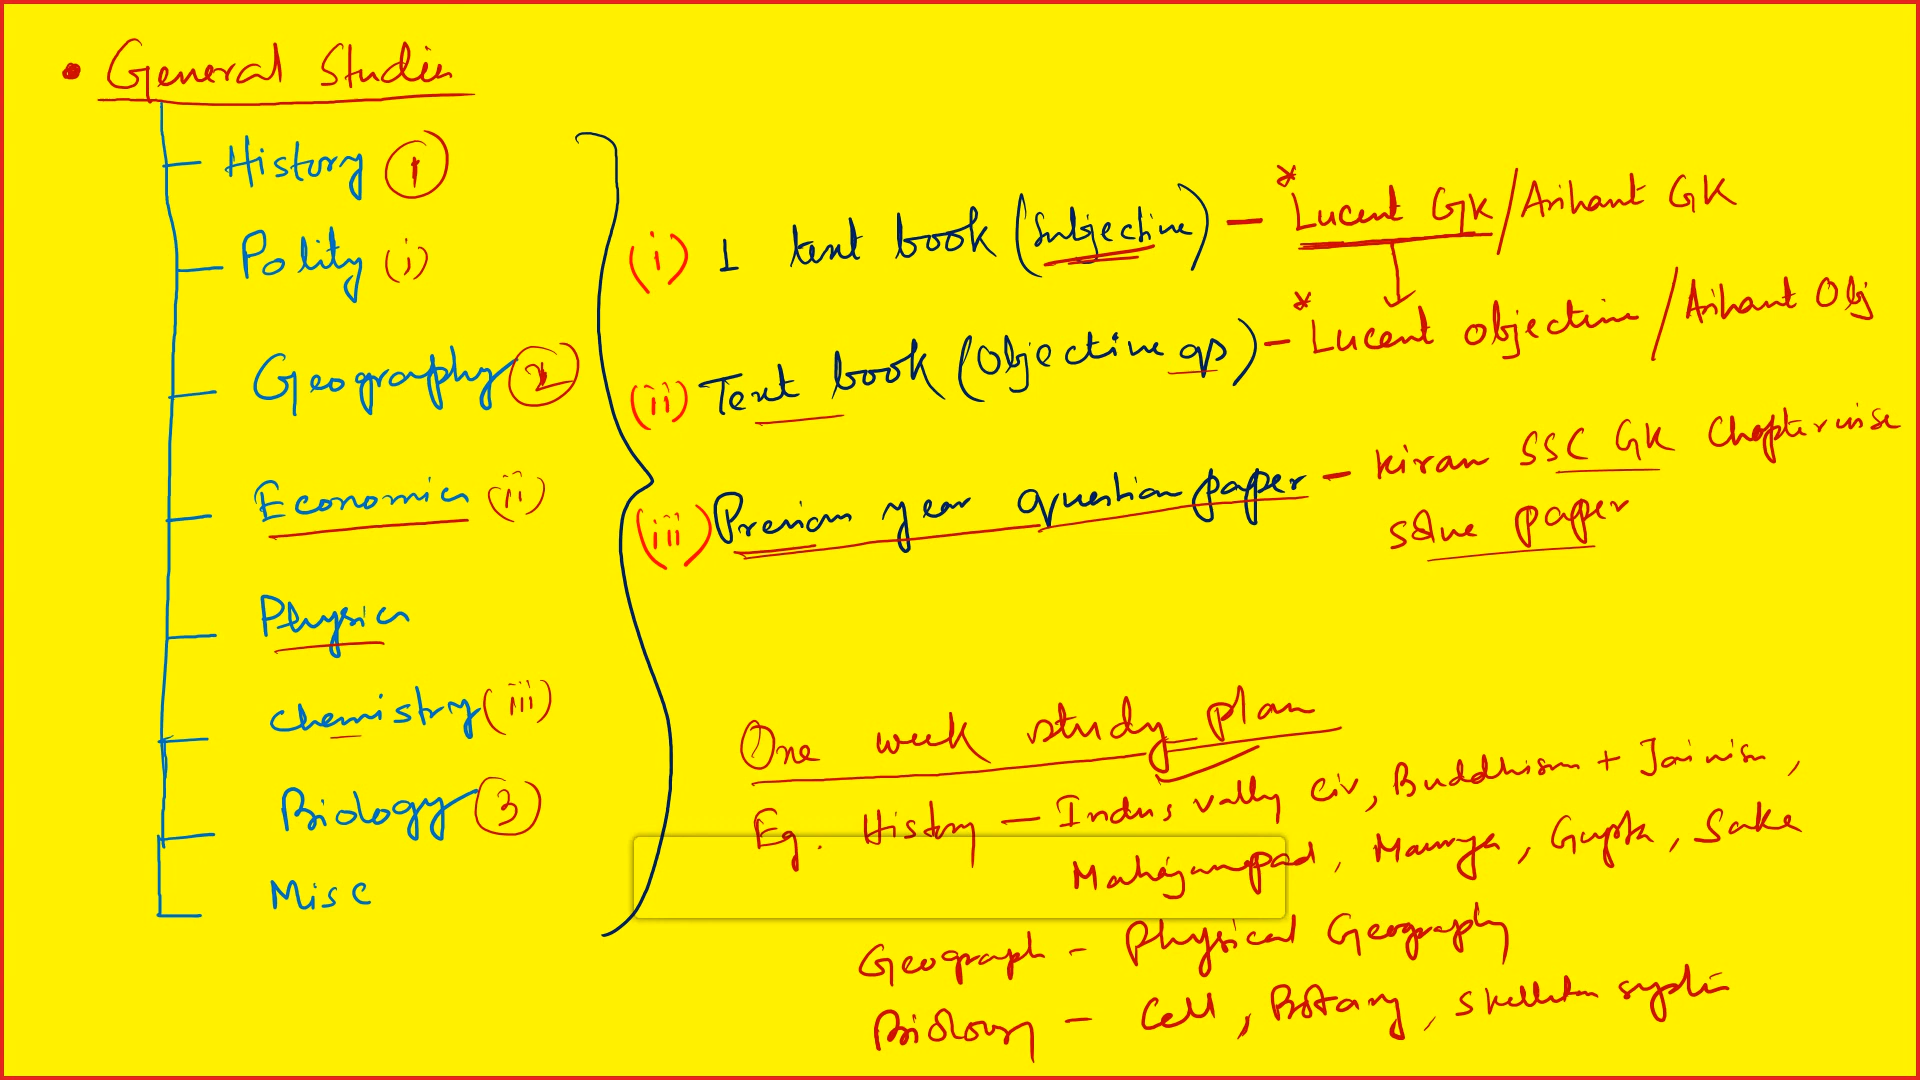 • General Studies
History (1)
Polity (i)
Geography (2)
Economics (ii)
Physics
Chemistry (iii)
Biology (3)
Misc
(i) 1 text book (Subjective) - *Lucent GK/Arihant GK
(ii) Text book (Objective qs) - *Lucent objective/Arihant Obj
(iii) Previous year question paper - Kiran SSC GK Chapterwise
solve paper
One week study plan
Eg. History - Indus vally civ, Buddhism + Jainism,
Mahajanapad, Maurya, Gupta, Saka
Geograph - Physical Geography
Biology - Cell, Botany, skelleton system